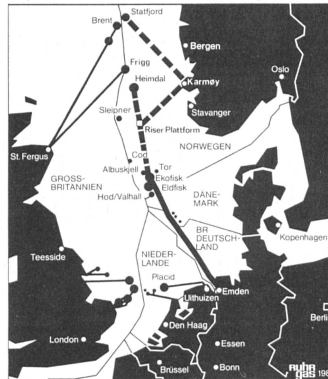 Statfjord
Brent
Bergen
Frigg
Oslo
Heimdal
Karmøy
Sleipner
Stavanger
Riser Plattform
NORWEGEN
St. Fergus
Cod
Tor
Albuskjell
Ekofisk
GROSS-
BRITANNIEN
Eldfisk
DÄNE-
MARK
Hod/Valhall
BR
DEUTSCH-
LAND
Kopenhagen
Teesside
NIEDER-
LANDE
Placid
Uithuizen
Emden
Den Haag
London
Essen
Brüssel
Bonn
ruhr
gas